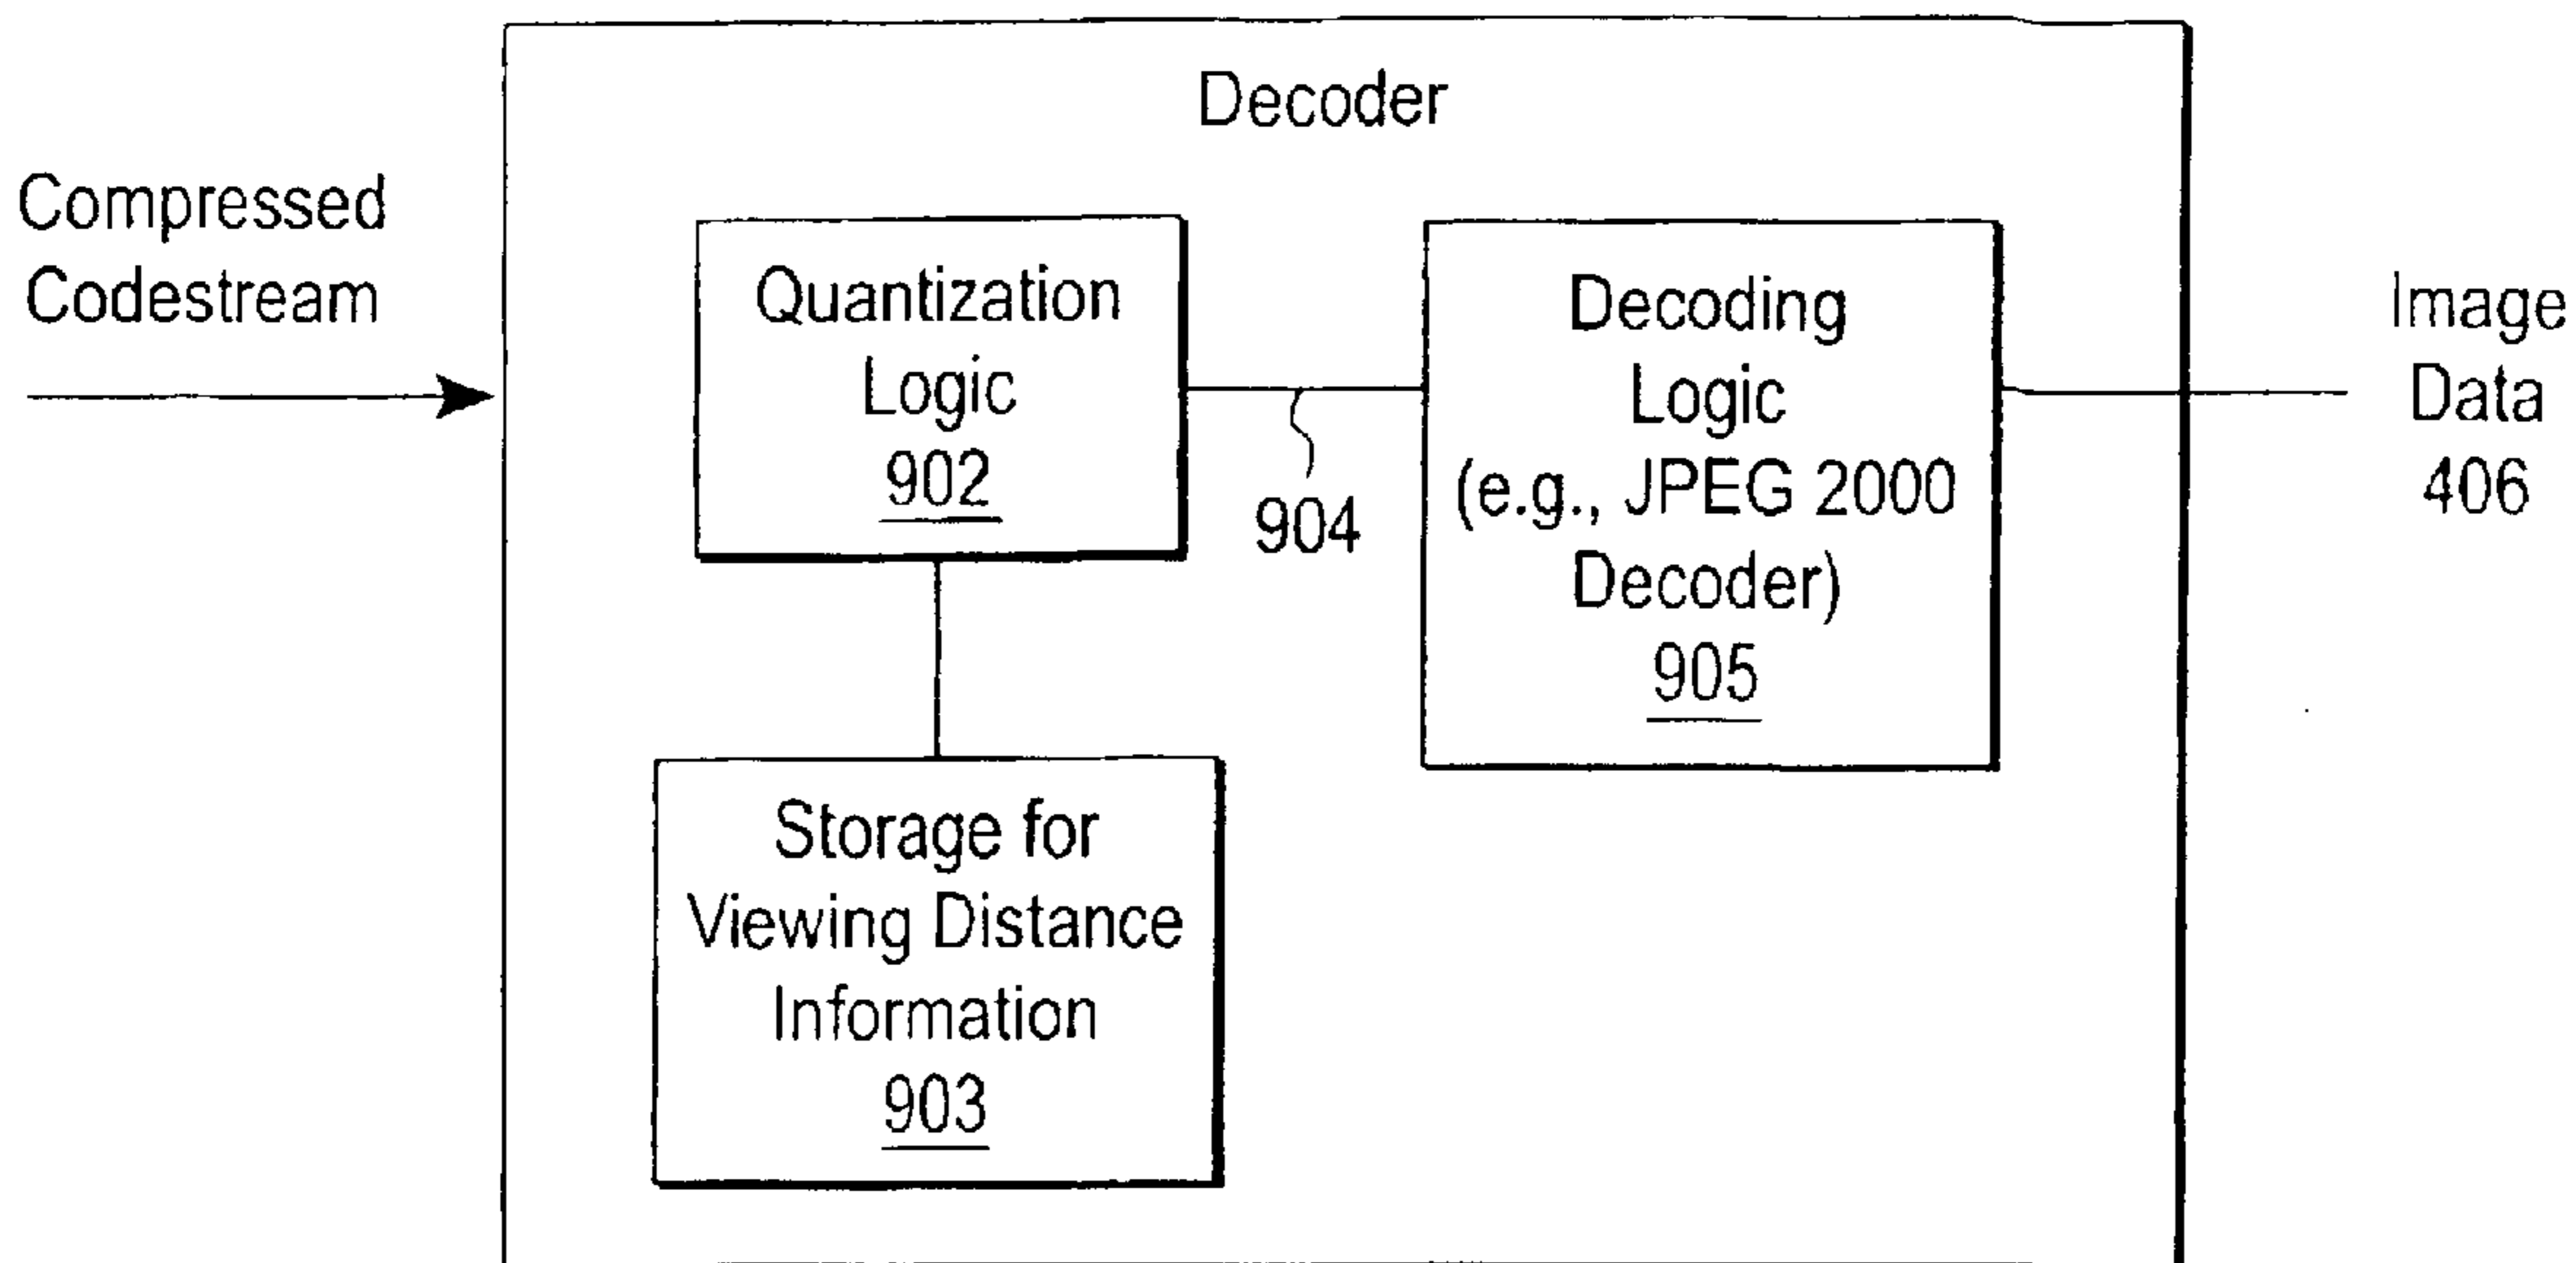 Decoder
Compressed
Codestream
Quantization
Logic
902
904
Decoding
Logic
(e.g., JPEG 2000
Decoder)
905
Image
Data
406
Storage for
Viewing Distance
Information
903